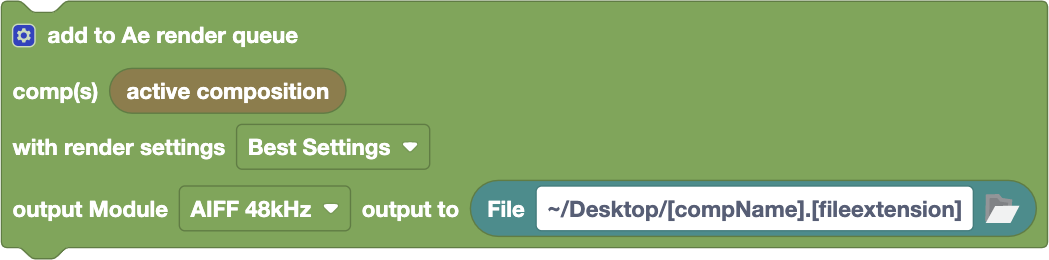 add to Ae render queue
comp(s) active composition
with render settings Best Settings
output Module AIFF 48kHz output to File ~/Desktop/[compName].[fileextension]